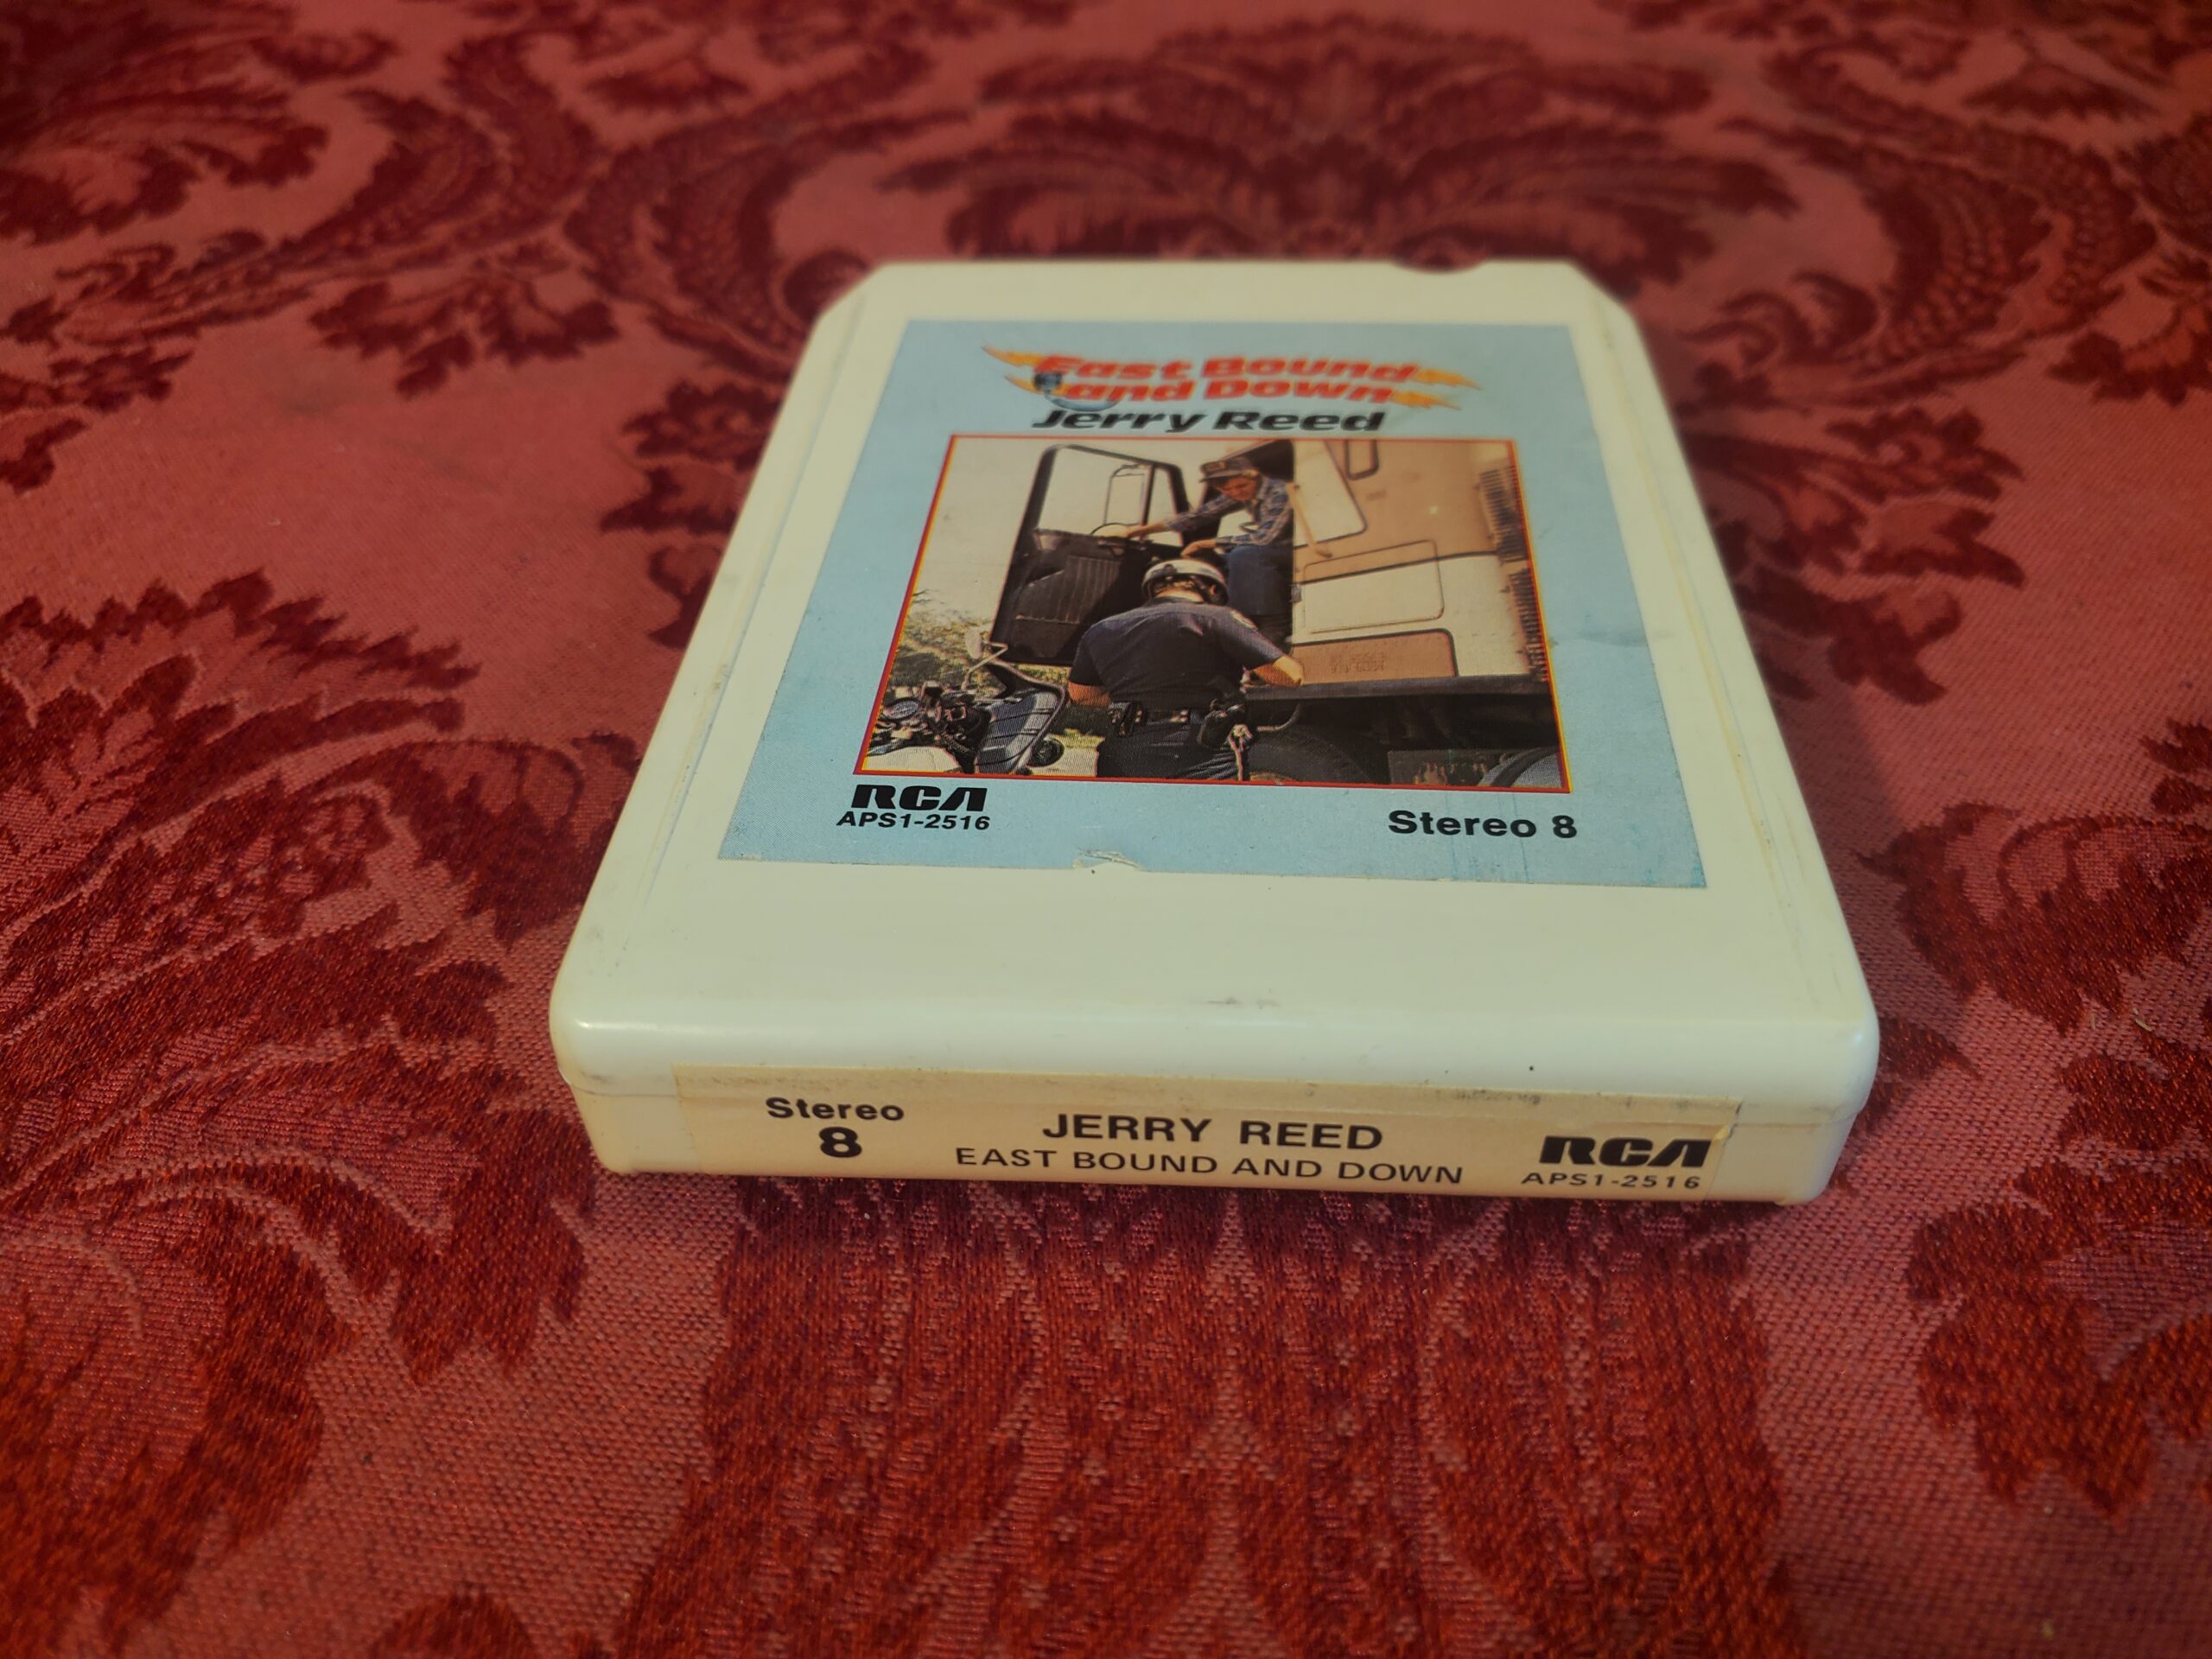 East Bound
and Down
Jerry Reed
RCA
APS1-2516
Stereo 8
Stereo
8
JERRY REED
EAST BOUND AND DOWN
RCA
APS1-2516